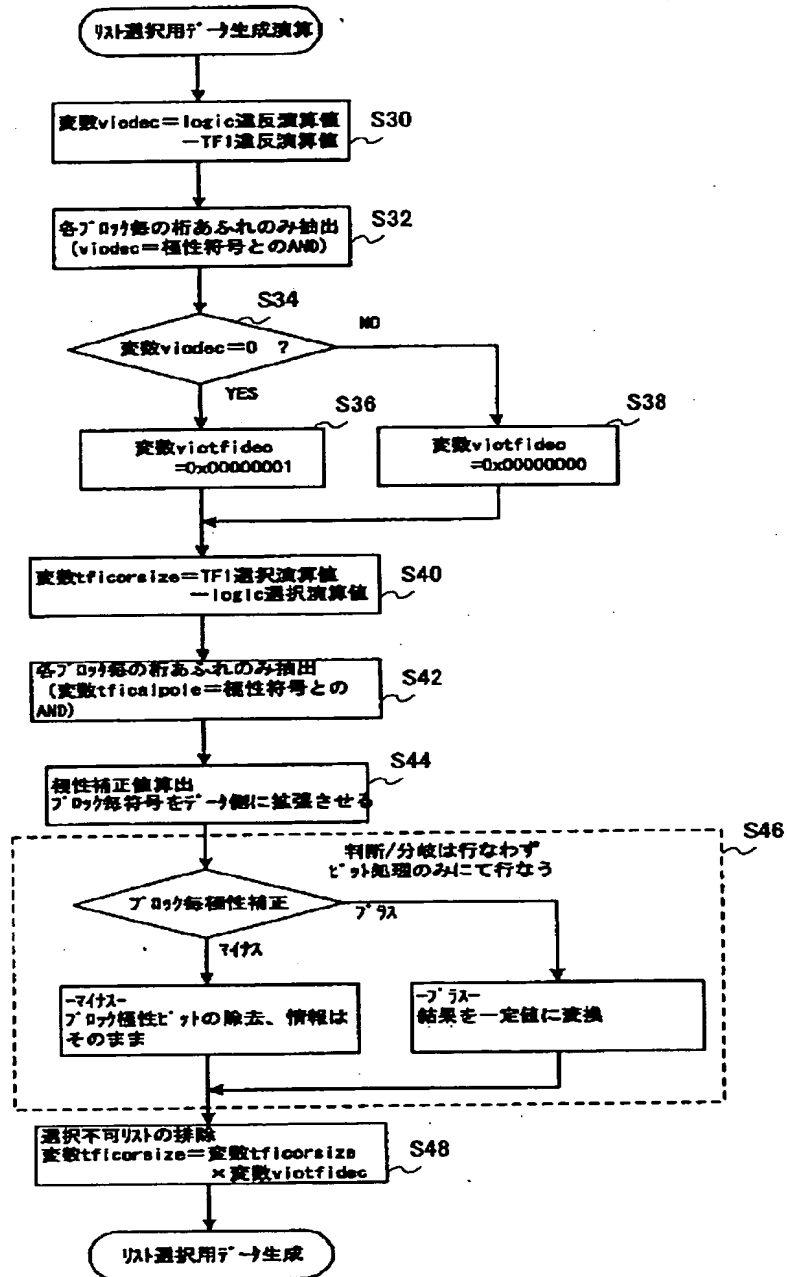 ﾘｽﾄ選択用ﾃﾞｰﾀ生成演算
変数viodec＝logic違反演算値
－TFI違反演算値
S30
各ﾌﾞﾛｯｸ毎の桁あふれのみ抽出
(viodec＝極性符号とのAND)
S32
S34
変数viodec＝0 ?
NO
YES
S36
変数viotfidec
=0x00000001
S38
変数viotfidec
=0x00000000
変数tficorsize＝TFI選択演算値
－logic選択演算値
S40
各ﾌﾞﾛｯｸ毎の桁あふれのみ抽出
(変数tficalpole＝極性符号との
AND)
S42
極性補正値算出
ﾌﾞﾛｯｸ毎符号をﾃﾞｰﾀ側に拡張させる
S44
S46
判断/分岐は行なわず
ﾋﾞｯﾄ処理のみにて行なう
ﾌﾞﾛｯｸ毎極性補正
ﾌﾟﾗｽ
ﾏｲﾅｽ
-ﾏｲﾅｽ-
ﾌﾞﾛｯｸ極性ﾋﾞｯﾄの除去、情報は
そのまま
-ﾌﾟﾗｽ-
結果を一定値に変換
選択不可ﾘｽﾄの排除
変数tficorsize＝変数tficorsize
×変数viotfidec
S48
ﾘｽﾄ選択用ﾃﾞｰﾀ生成